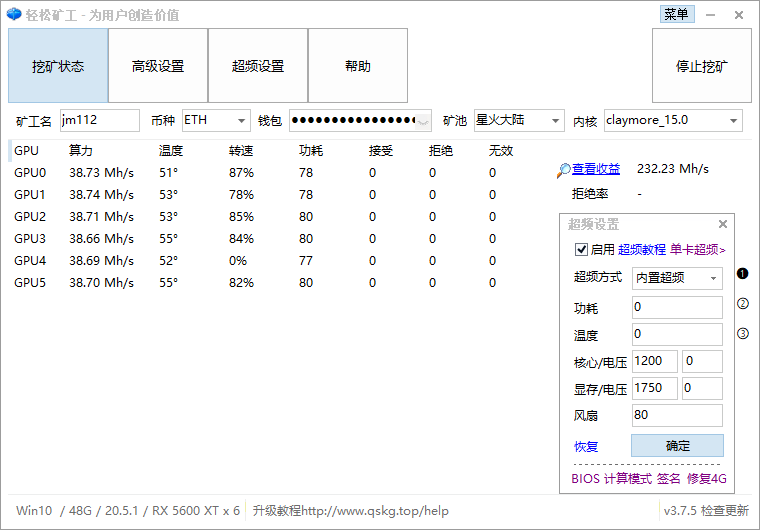 轻松矿工 - 为用户创造价值 菜单
挖矿状态 高级设置 超频设置 帮助 停止挖矿
矿工名 jm112 币种 ETH 钱包 ●●●●●●●●●●●●●●●● 矿池 星火大陆 内核 claymore_15.0
GPU 算力 温度 转速 功耗 接受 拒绝 无效
GPU0 38.73 Mh/s 51° 87% 78 0 0 0
GPU1 38.74 Mh/s 53° 78% 78 0 0 0
GPU2 38.71 Mh/s 53° 85% 80 0 0 0
GPU3 38.66 Mh/s 55° 84% 80 0 0 0
GPU4 38.69 Mh/s 52° 0% 77 0 0 0
GPU5 38.70 Mh/s 55° 82% 80 0 0 0
查看收益 232.23 Mh/s
拒绝率 -
超频设置
启用 超频教程 单卡超频>
超频方式 内置超频 ❶
功耗 0 ②
温度 0 ③
核心/电压 1200 0
显存/电压 1750 0
风扇 80
恢复 确定
BIOS 计算模式 签名 修复4G
Win10 / 48G / 20.5.1 / RX 5600 XT x 6 升级教程http://www.qskg.top/help v3.7.5 检查更新